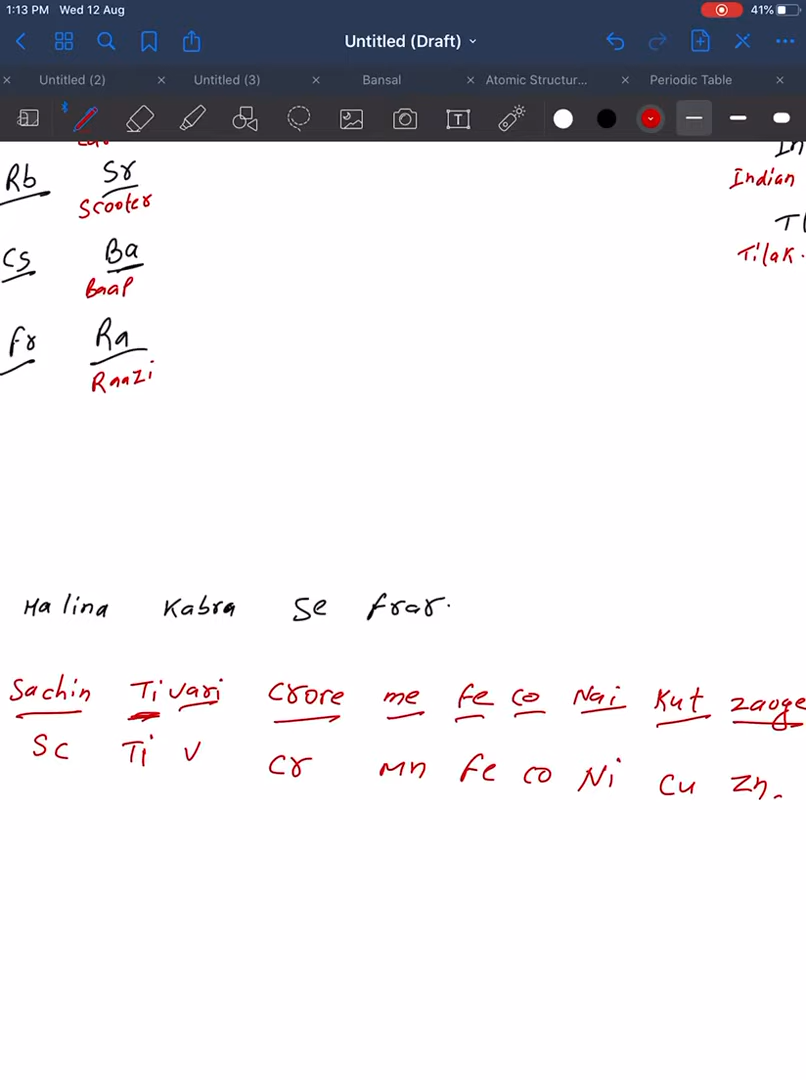 1:13 PM Wed 12 Aug 41%
Untitled (Draft)
Untitled (2) Untitled (3) Bansal Atomic Structur... Periodic Table
T
In
Rb Sr Indian
Scooter
Tl
Cs Ba Tilak.
Baap
Fr Ra
Raazi
Halina Kabra Se frar.
Sachin Tivari Crore me Fe Co Nai Kut Zaoge
Sc Ti V Cr Mn Fe Co Ni Cu Zn.